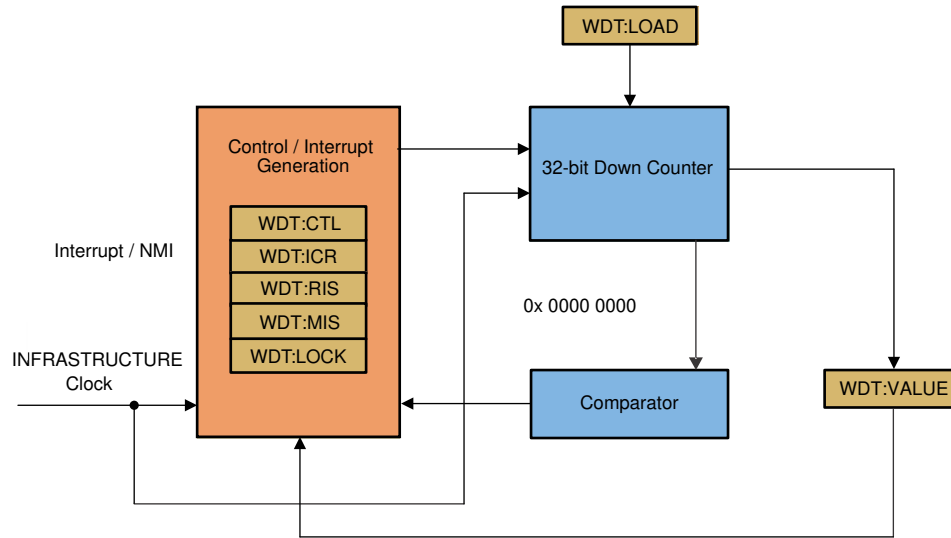 WDT:LOAD
Control / Interrupt
Generation
32-bit Down Counter
WDT:CTL
WDT:ICR
WDT:RIS
WDT:MIS
WDT:LOCK
Interrupt / NMI
0x 0000 0000
INFRASTRUCTURE
Clock
Comparator
WDT:VALUE